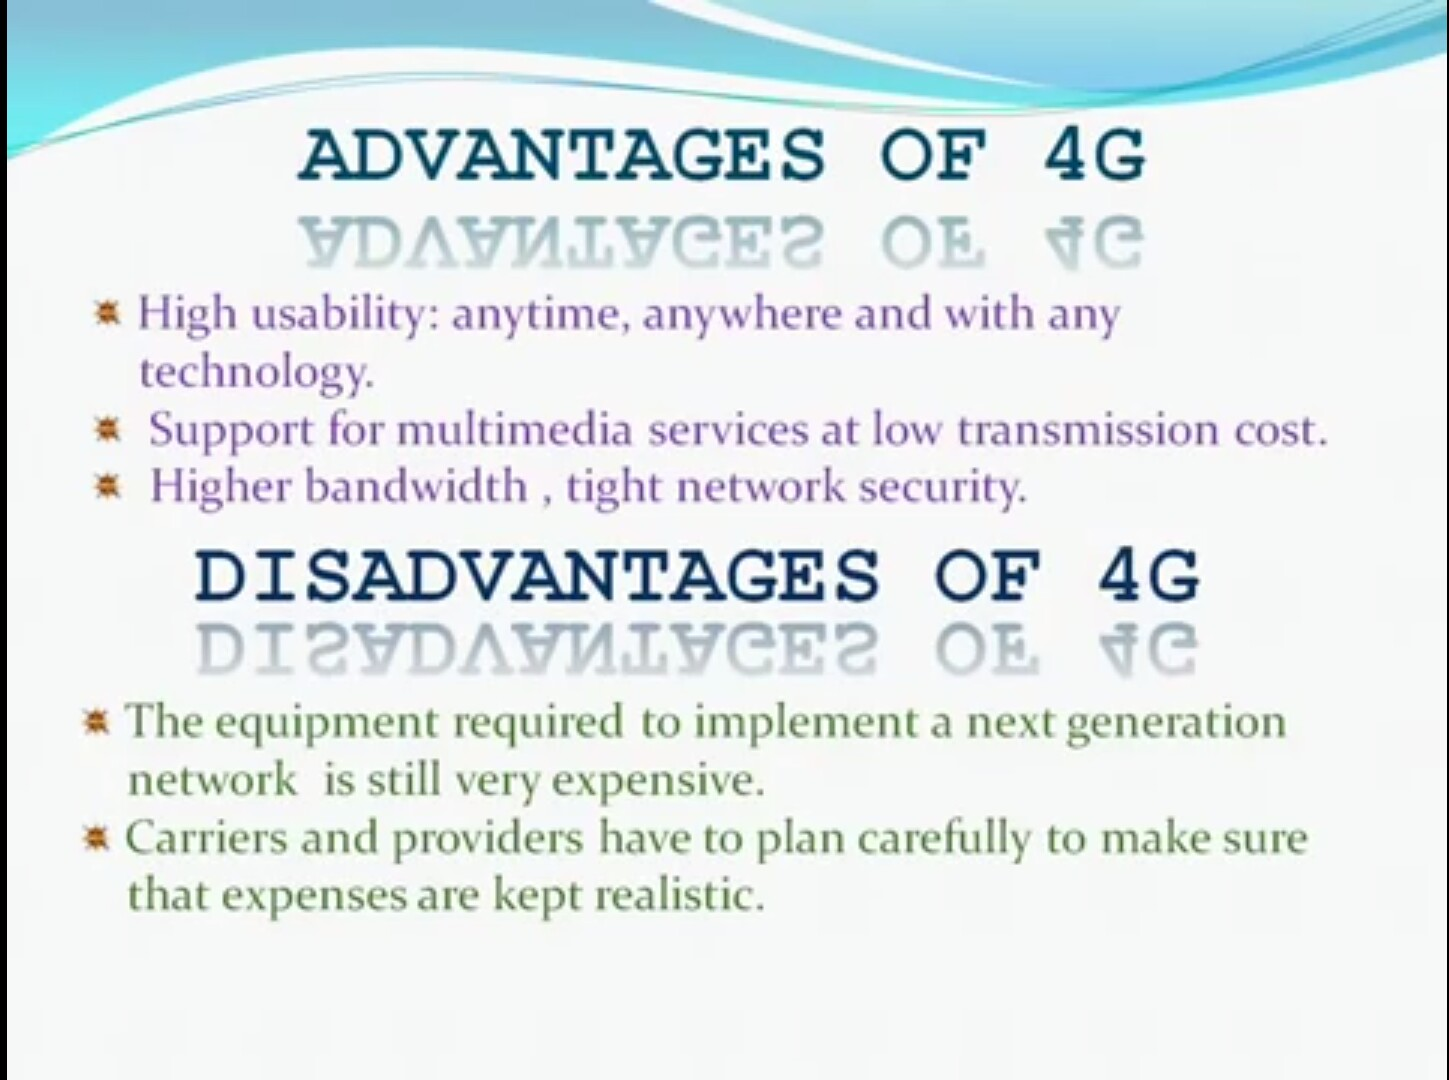 ADVANTAGES OF 4G
High usability: anytime, anywhere and with any
technology.
Support for multimedia services at low transmission cost.
Higher bandwidth , tight network security.
DISADVANTAGES OF 4G
The equipment required to implement a next generation
network is still very expensive.
Carriers and providers have to plan carefully to make sure
that expenses are kept realistic.